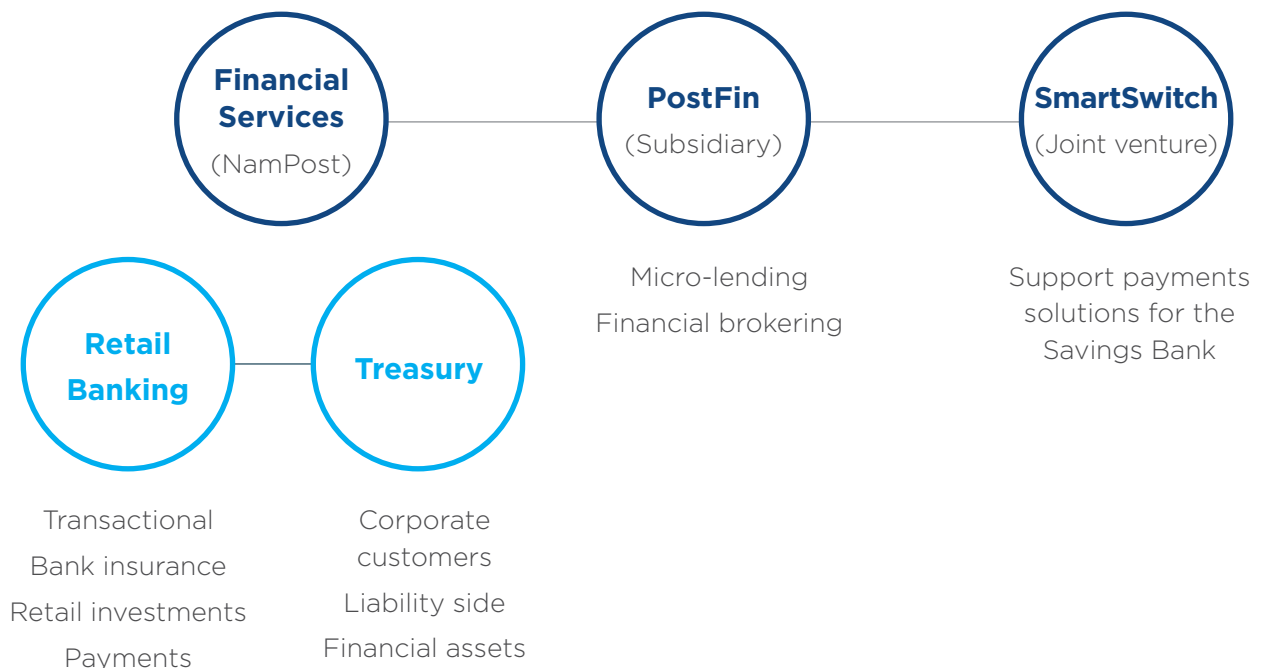 Financial
Services
(NamPost)
PostFin
(Subsidiary)
SmartSwitch
(Joint venture)
Micro-lending
Financial brokering
Support payments
solutions for the
Savings Bank
Retail
Banking
Treasury
Transactional
Bank insurance
Retail investments
Payments
Corporate
customers
Liability side
Financial assets